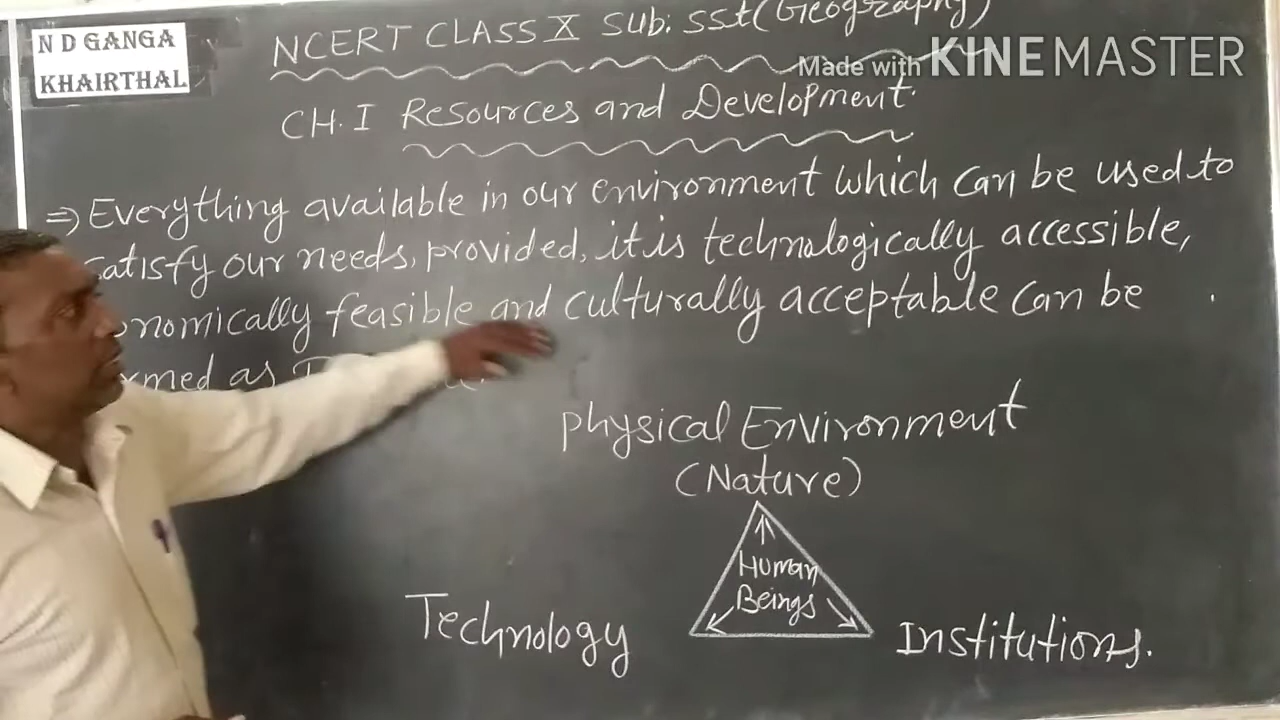 N D GANGA
KHAIRTHAL
NCERT CLASS X Sub: SSt (Geography)
Made with KINEMASTER
CH. I Resources and Development.
⇒ Everything available in our environment which can be used to
satisfy our needs, provided, it is technologically accessible,
feasible and culturally acceptable can be
as
Physical Environment
(Nature)
Human
Beings
Technology
Institutions.